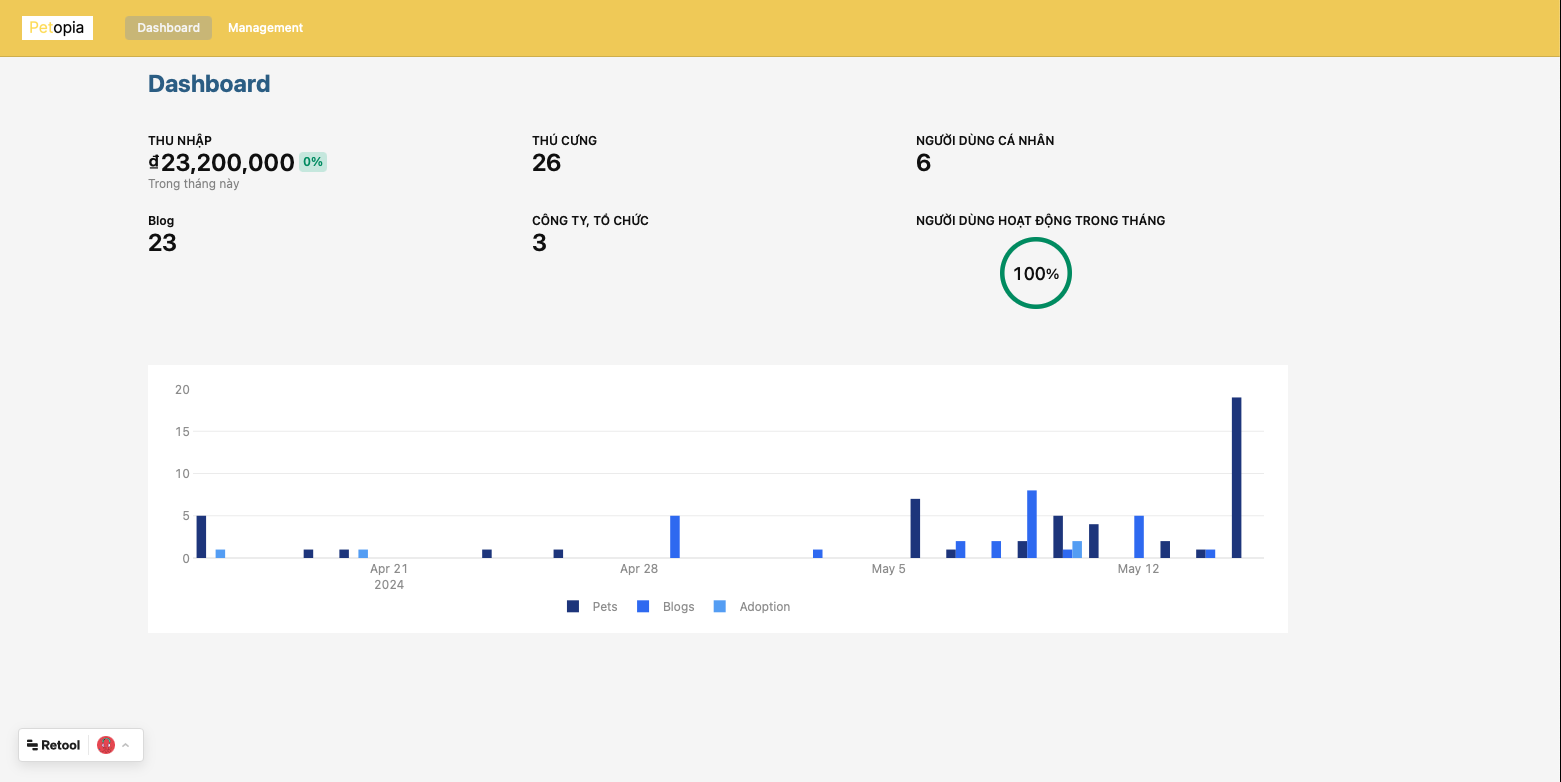 Petopia
Dashboard
Management
Dashboard
THU NHẬP
₫23,200,000 0%
Trong tháng này
THÚ CƯNG
26
NGƯỜI DÙNG CÁ NHÂN
6
Blog
23
CÔNG TY, TỔ CHỨC
3
NGƯỜI DÙNG HOẠT ĐỘNG TRONG THÁNG
100%
20
15
10
5
0
Apr 21
2024
Apr 28
May 5
May 12
Pets
Blogs
Adoption
Retool